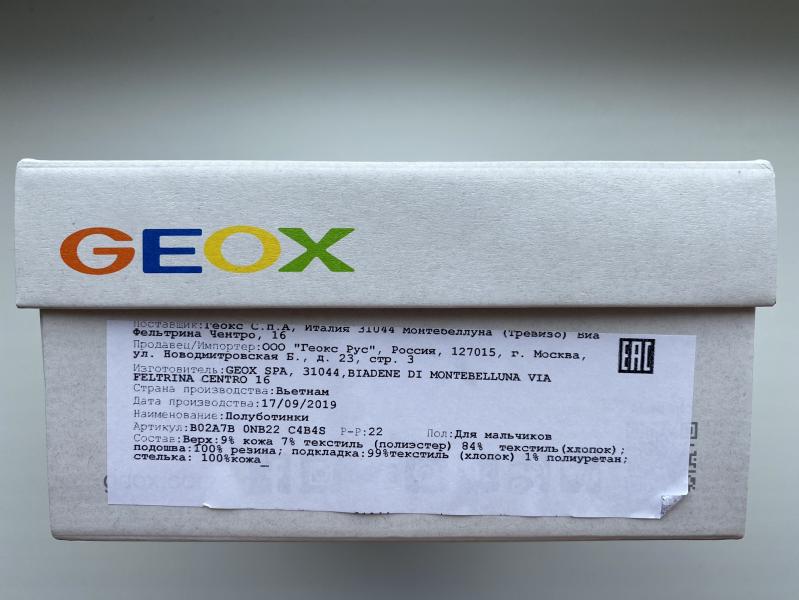 GEOX
Поставщик:Геокс С.п.А, Италия 31044 Монтебеллуна (Тревизо) Виа
Фельтрина Чентро, 16
Продавец/Импортер:ООО "Геокс Рус", Россия, 127015, г. Москва,
ул. Новодмитровская Б., д. 23, стр. 3
EAC
Изготовитель:GEOX SPA, 31044,BIADENE DI MONTEBELLUNA VIA
FELTRINA CENTRO 16
Страна производства:Вьетнам
Дата производства:17/09/2019
Наименование:Полуботинки
Артикул:B02A7B 0NB22 C4B4S Р-Р:22 Пол:Для мальчиков
Состав:Верх:9% кожа 7% текстиль (полиэстер) 84% текстиль(хлопок);
подошва:100% резина; подкладка:99%текстиль (хлопок) 1% полиуретан;
стелька: 100%кожа_